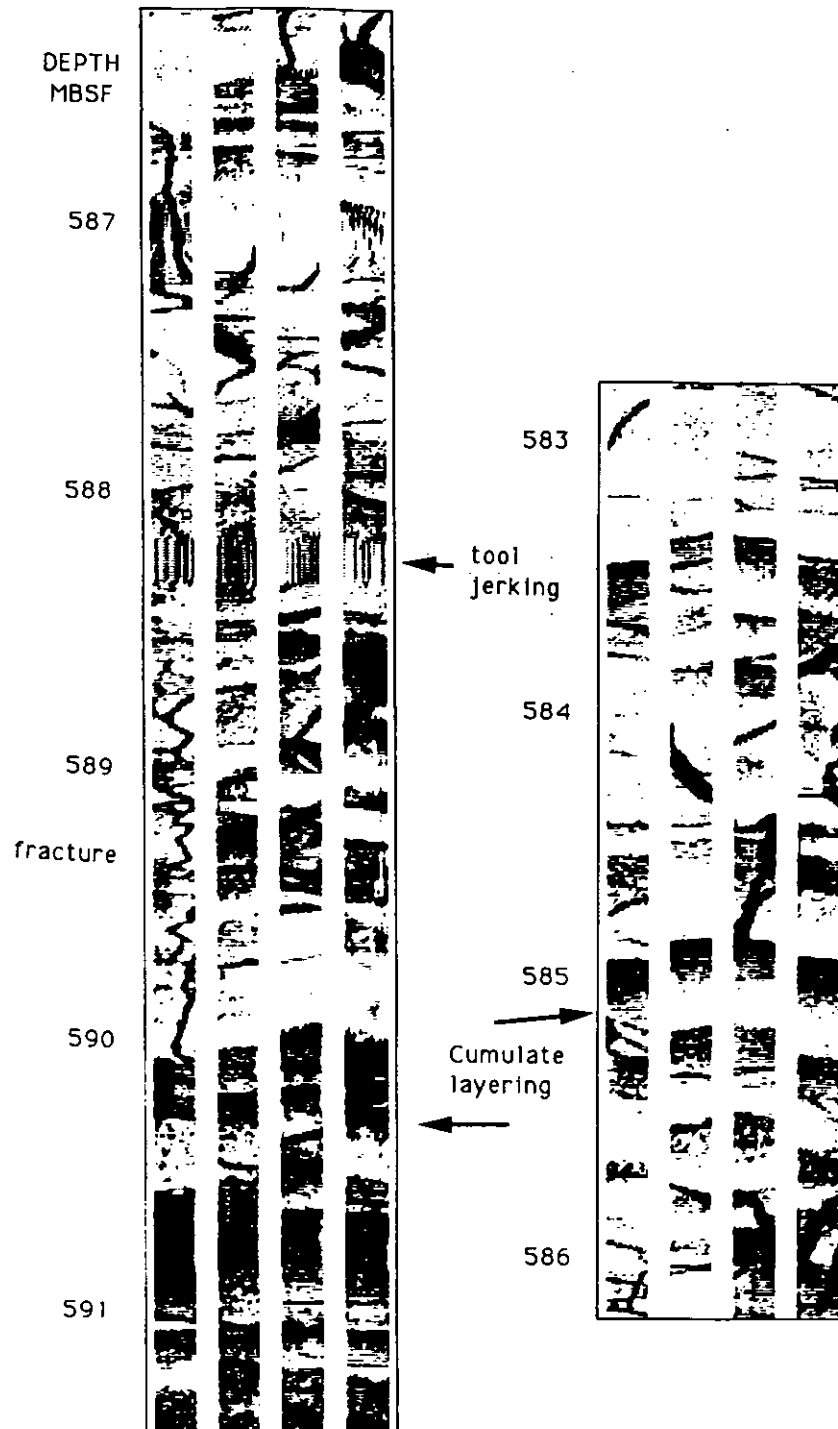 DEPTH
MBSF
587
588
589
fracture
590
591
tool
jerking
Cumulate
layering
583
584
585
586